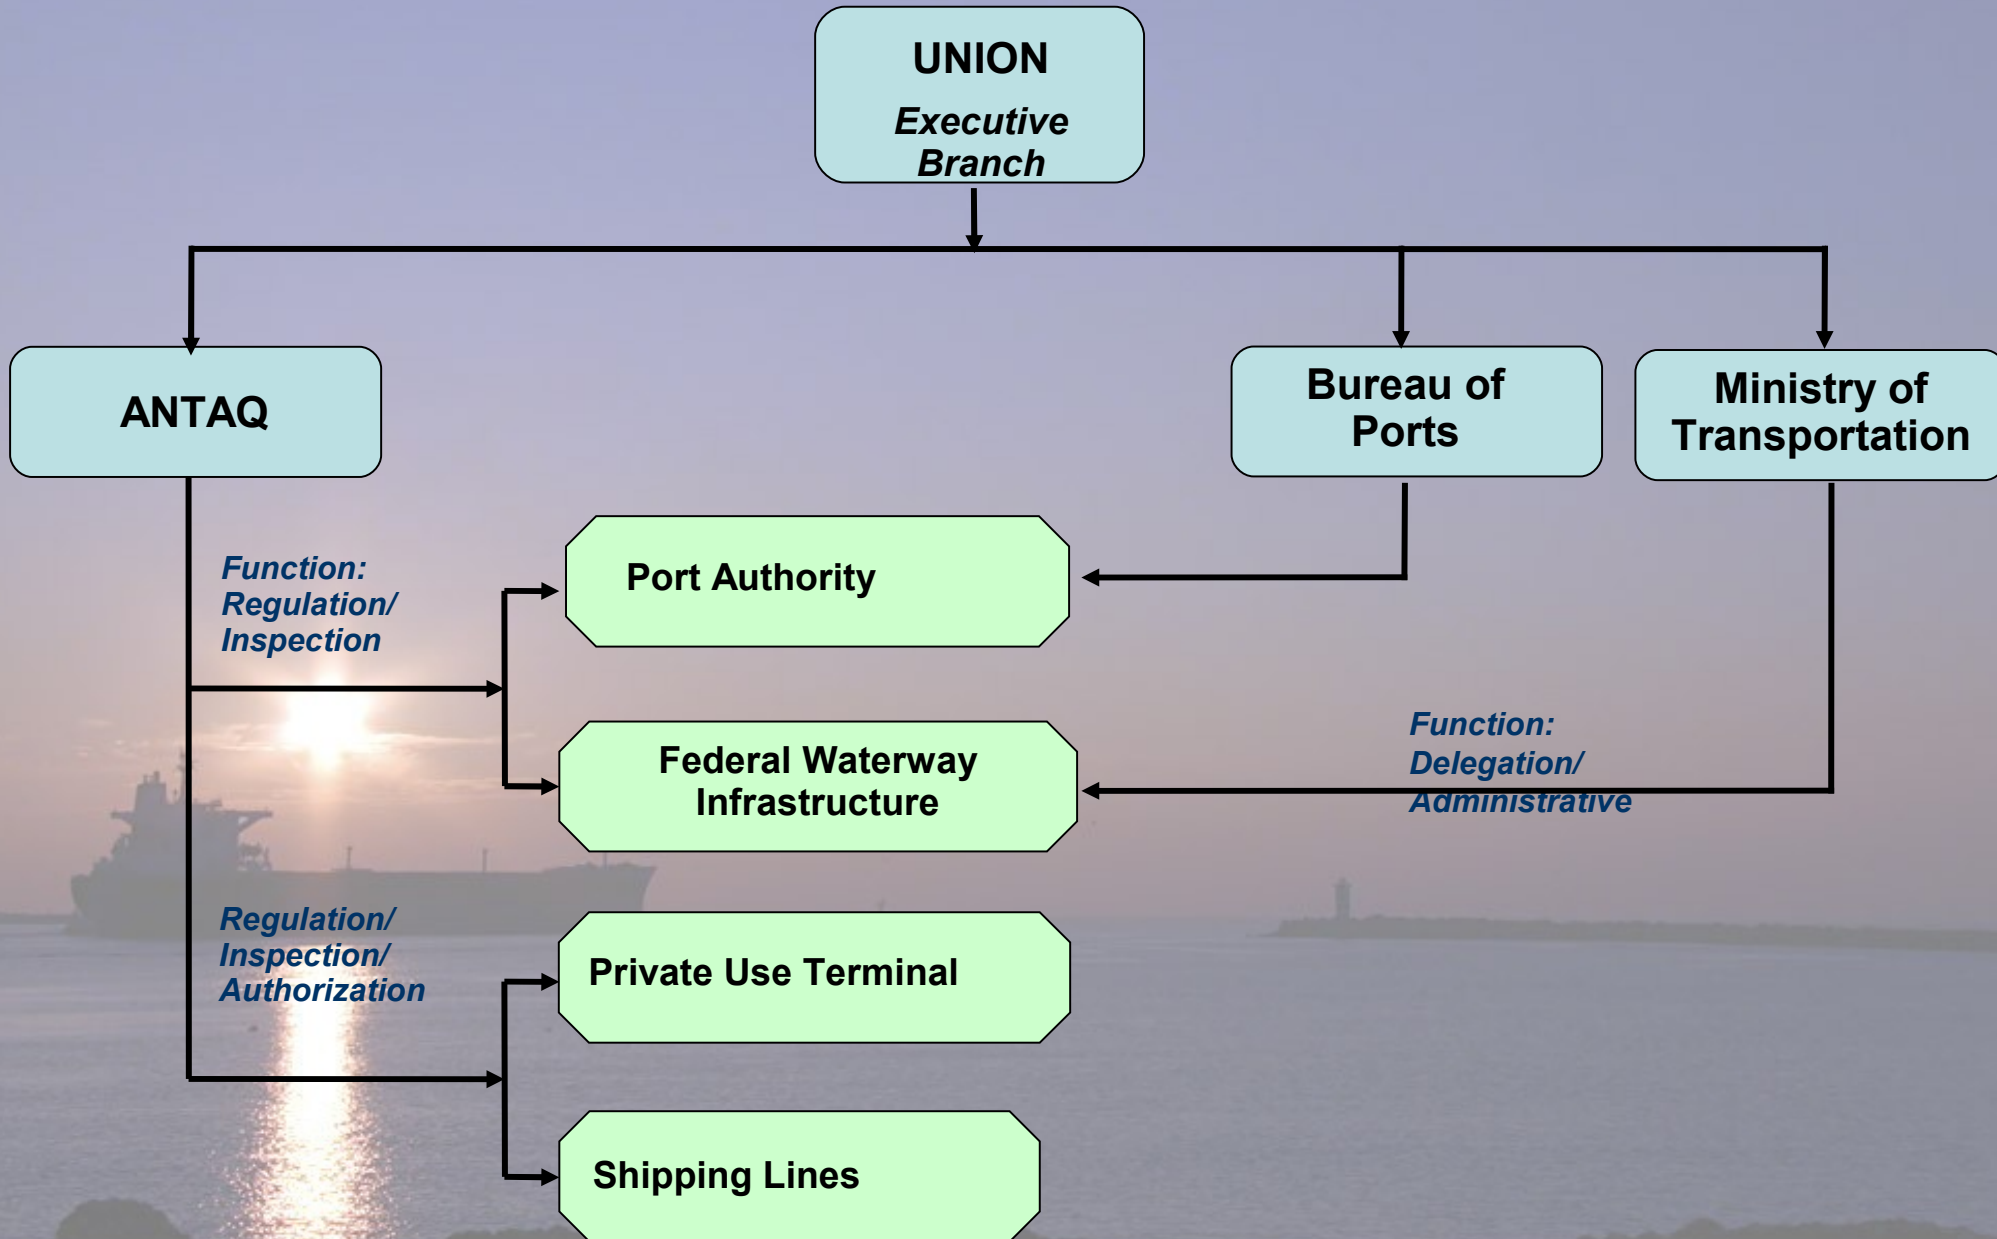 UNION
Executive
Branch
ANTAQ
Bureau of
Ports
Ministry of
Transportation
Function:
Regulation/
Inspection
Port Authority
Federal Waterway
Infrastructure
Function:
Delegation/
Administrative
Regulation/
Inspection/
Authorization
Private Use Terminal
Shipping Lines